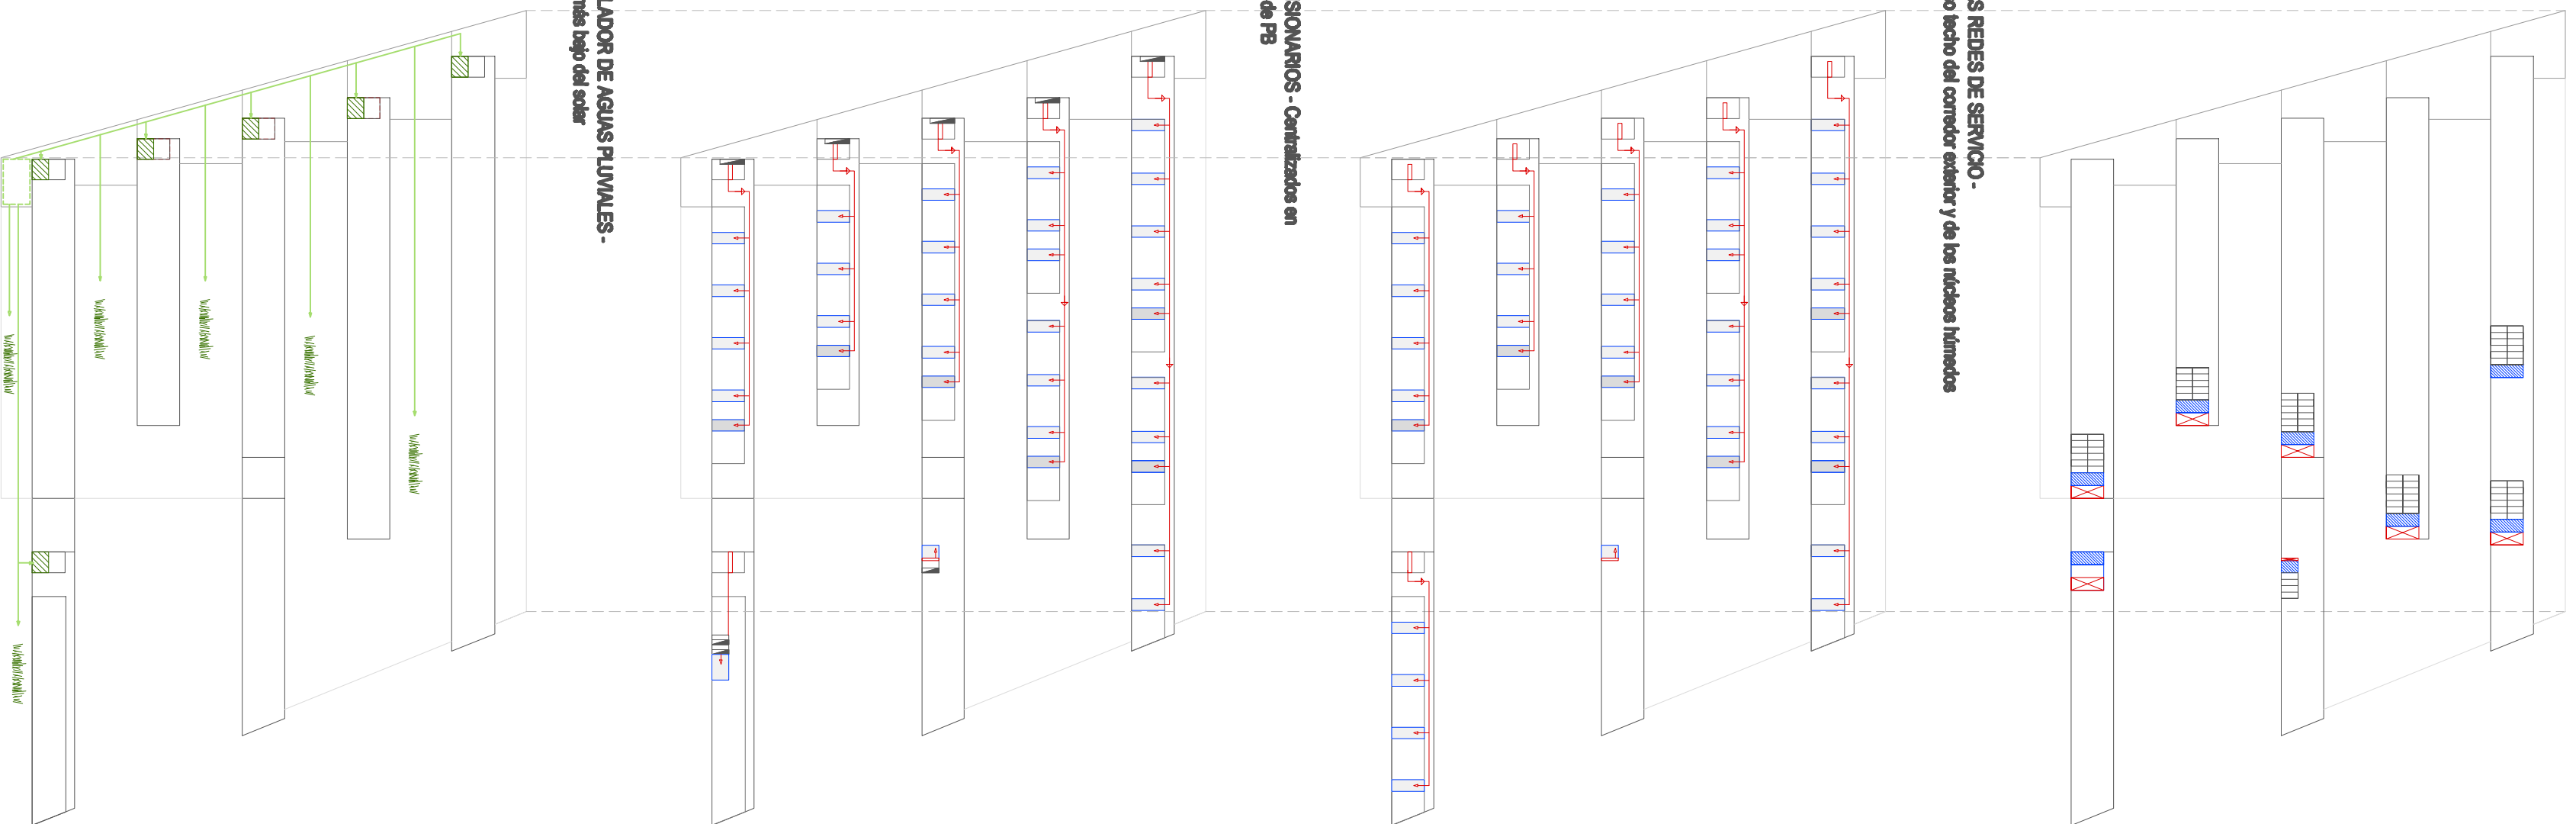 LADOR DE AGUAS PLUVIALES -
más bajo del solar
SIONARIOS - Centralizados en
de PB
S REDES DE SERVICIO -
o techo del corredor exterior y de los núcleos húmedos